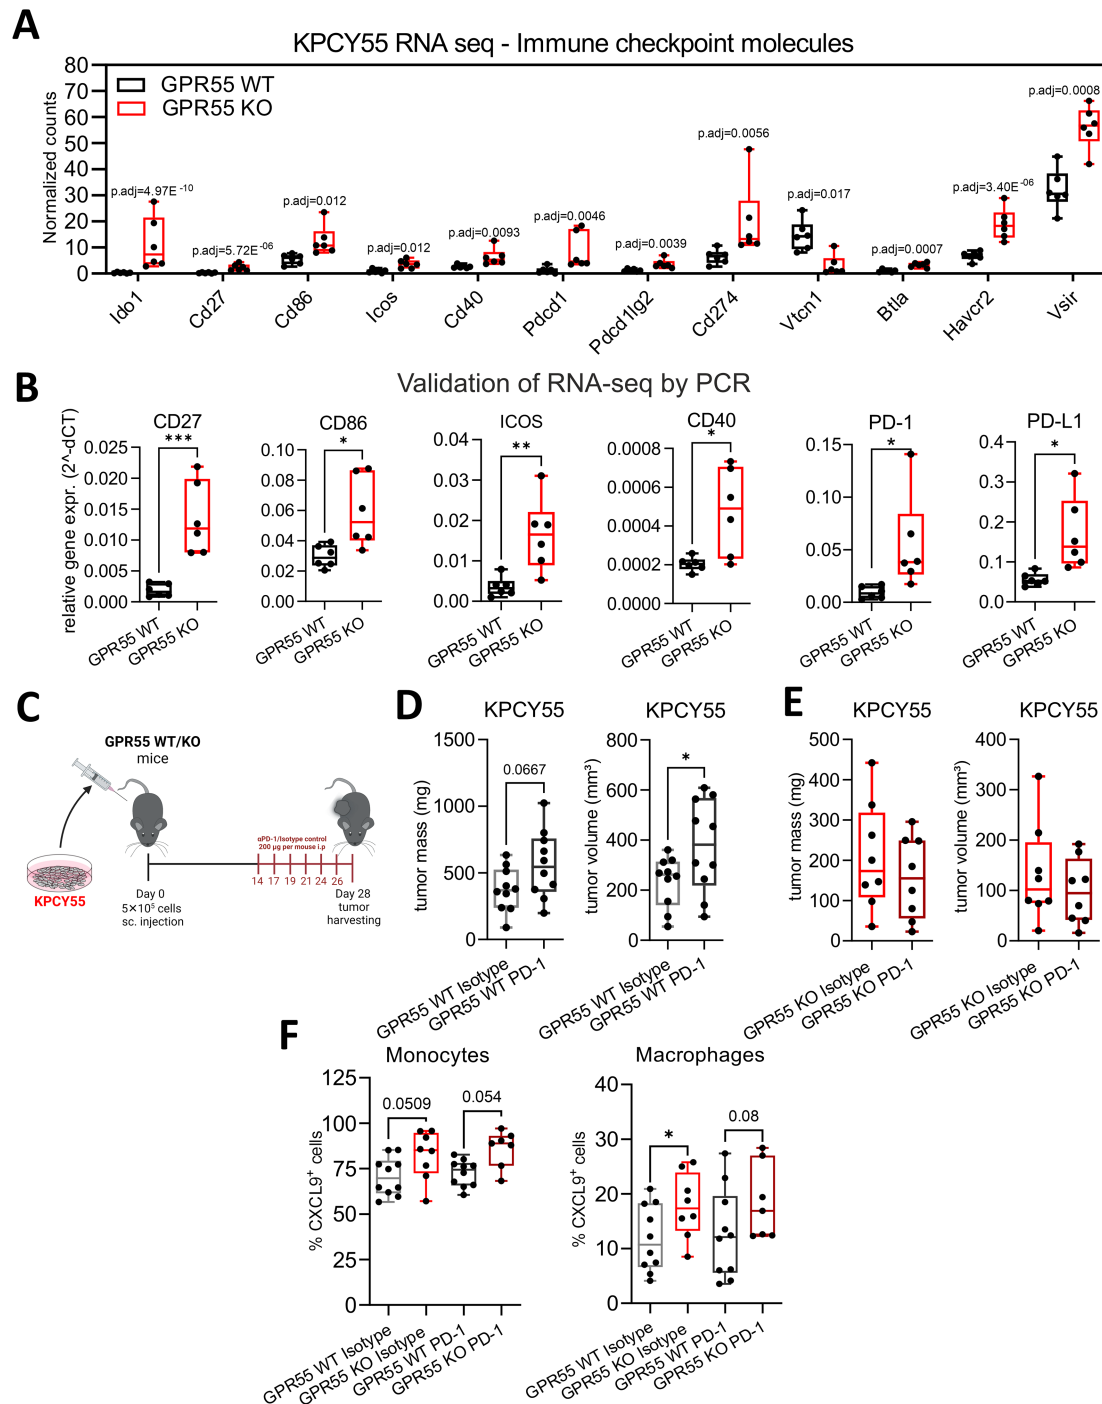 A
KPCY55 RNA seq - Immune checkpoint molecules
Normalized counts
80
70
60
50
40
30
20
10
0
GPR55 WT
GPR55 KO
p.adj=4.97E -10
p.adj=5.72E -06
p.adj=0.012
p.adj=0.012
p.adj=0.0093
p.adj=0.0046
p.adj=0.0039
p.adj=0.0056
p.adj=0.017
p.adj=0.0007
p.adj=3.40E -06
p.adj=0.0008
Ido1
Cd27
Cd86
Icos
Cd40
Pdcd1
Pdcd1lg2
Cd274
Vtcn1
Btla
Havcr2
Vsir
B
Validation of RNA-seq by PCR
relative gene expr. (2^-dCT)
CD27
***
0.025
0.020
0.015
0.010
0.005
0.000
GPR55 WT
GPR55 KO
CD86
*
0.10
0.08
0.06
0.04
0.02
0.00
GPR55 WT
GPR55 KO
ICOS
**
0.04
0.03
0.02
0.01
0.00
GPR55 WT
GPR55 KO
CD40
*
0.0008
0.0006
0.0004
0.0002
0.0000
GPR55 WT
GPR55 KO
PD-1
*
0.15
0.10
0.05
0.00
GPR55 WT
GPR55 KO
PD-L1
*
0.4
0.3
0.2
0.1
0.0
GPR55 WT
GPR55 KO
C
GPR55 WT/KO
mice
KPCY55
αPD-1/Isotype control
200 µg per mouse i.p
14 17 19 21 24 26
Day 0
5×10⁵ cells
sc. injection
Day 28
tumor
harvesting
D
KPCY55
tumor mass (mg)
1500
1000
500
0
0.0667
GPR55 WT Isotype
GPR55 WT PD-1
KPCY55
tumor volume (mm³)
800
600
400
200
0
*
GPR55 WT Isotype
GPR55 WT PD-1
E
KPCY55
tumor mass (mg)
500
400
300
200
100
0
GPR55 KO Isotype
GPR55 KO PD-1
KPCY55
tumor volume (mm³)
400
300
200
100
0
GPR55 KO Isotype
GPR55 KO PD-1
F
Monocytes
% CXCL9⁺ cells
125
100
75
50
25
0
0.0509
0.054
GPR55 WT Isotype
GPR55 KO Isotype
GPR55 WT PD-1
GPR55 KO PD-1
Macrophages
% CXCL9⁺ cells
40
30
20
10
0
*
0.08
GPR55 WT Isotype
GPR55 KO Isotype
GPR55 WT PD-1
GPR55 KO PD-1